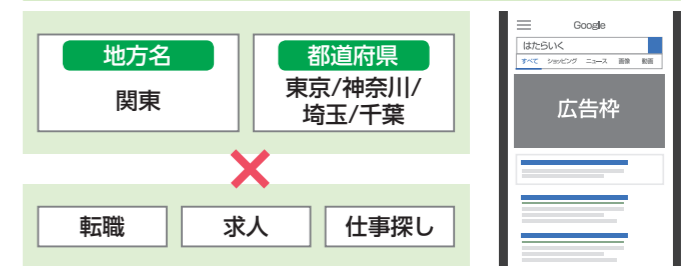 地方名
関東
都道府県
東京/神奈川/
埼玉/千葉
×
転職
求人
仕事探し
Google
はたらいく
すべて ショッピング ニュース 画像 動画
広告枠